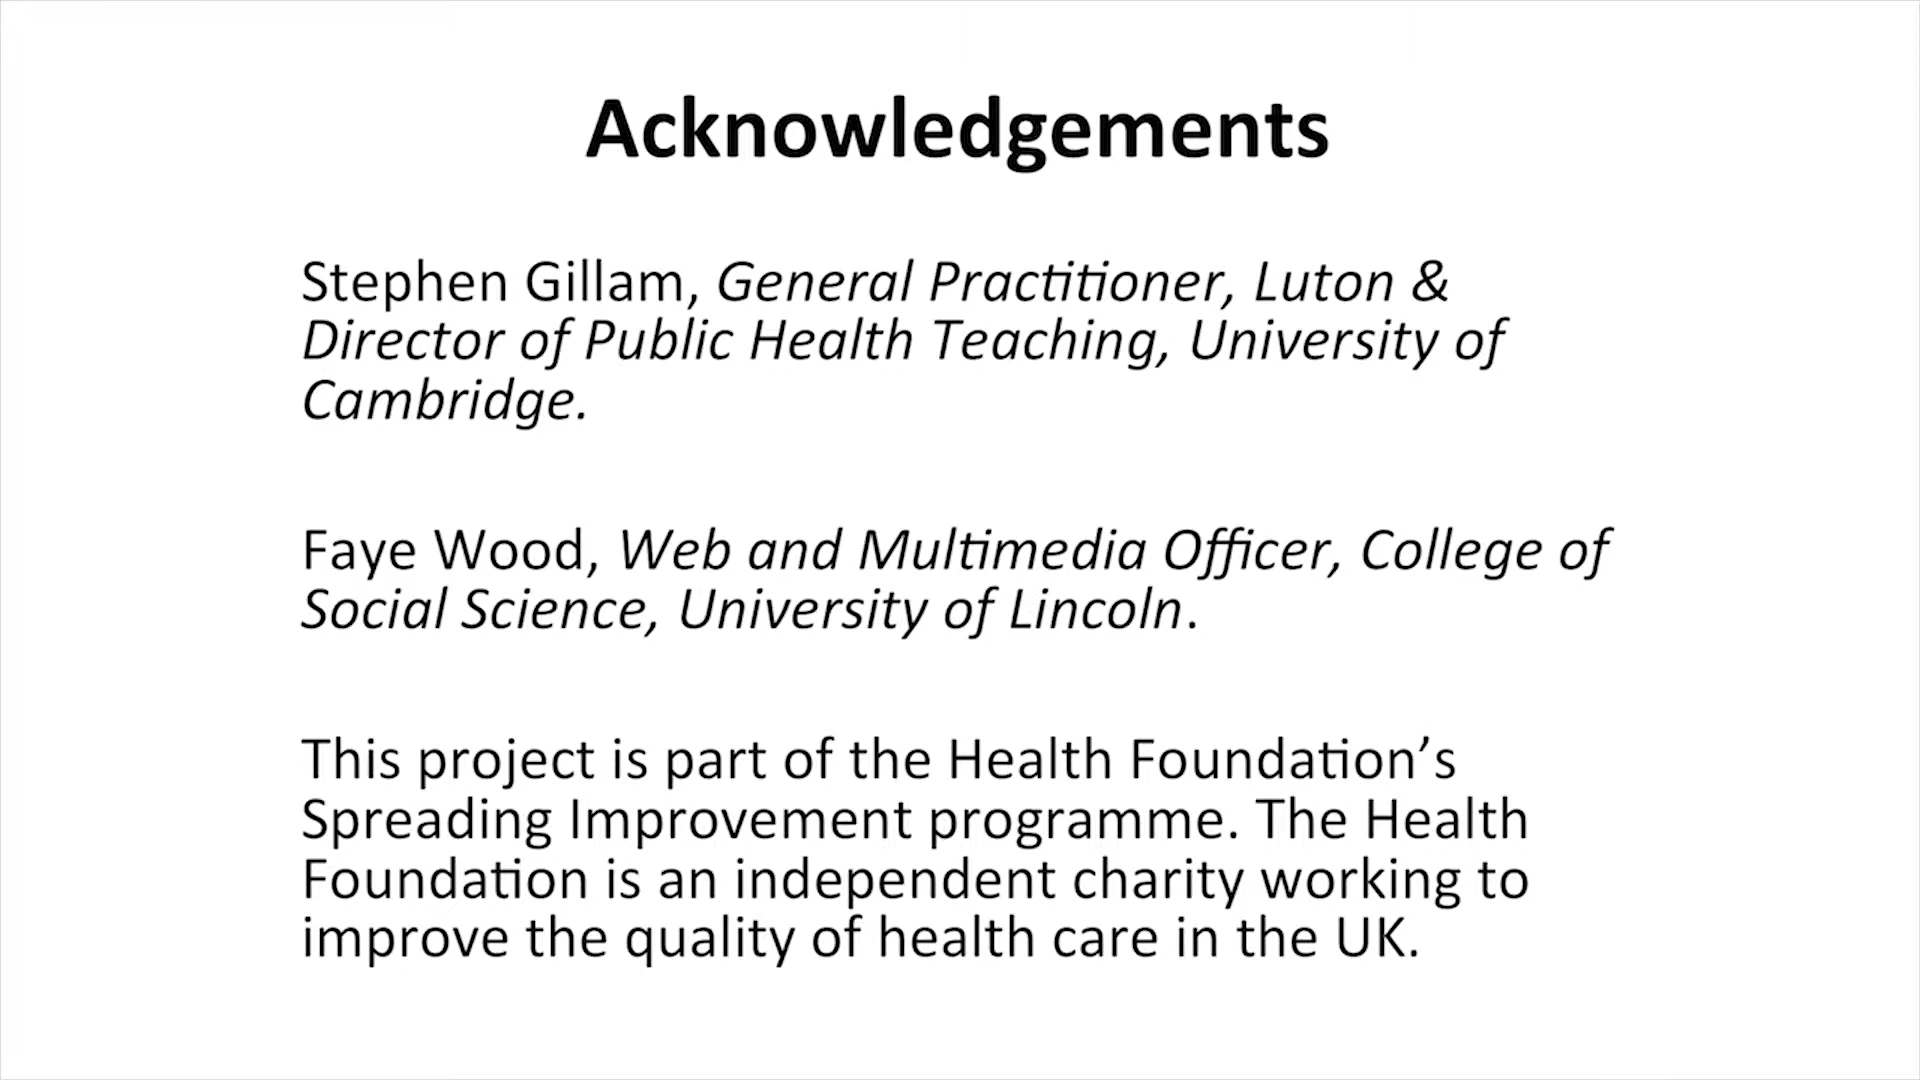 Acknowledgements
Stephen Gillam, General Practitioner, Luton &
Director of Public Health Teaching, University of
Cambridge.
Faye Wood, Web and Multimedia Officer, College of
Social Science, University of Lincoln.
This project is part of the Health Foundation’s
Spreading Improvement programme. The Health
Foundation is an independent charity working to
improve the quality of health care in the UK.